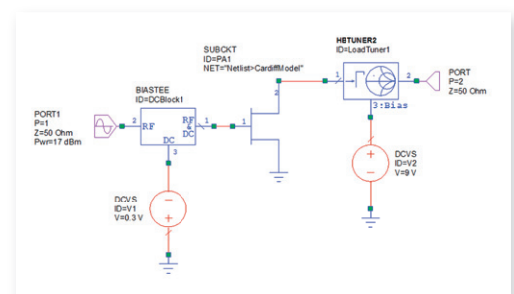 HBTUNER2
ID=LoadTuner1
SUBCKT
ID=PA1
NET="Netlist>CardiffModel"
PORT
P=2
Z=50 Ohm
BIASTEE
ID=DCBlock1
PORT1
P=1
Z=50 Ohm
Pwr=17 dBm
2
RF
RF
&
DC
1
DC
3
1
2
1
2
3:Bias
DCVS
ID=V1
V=0.3 V
DCVS
ID=V2
V=9 V